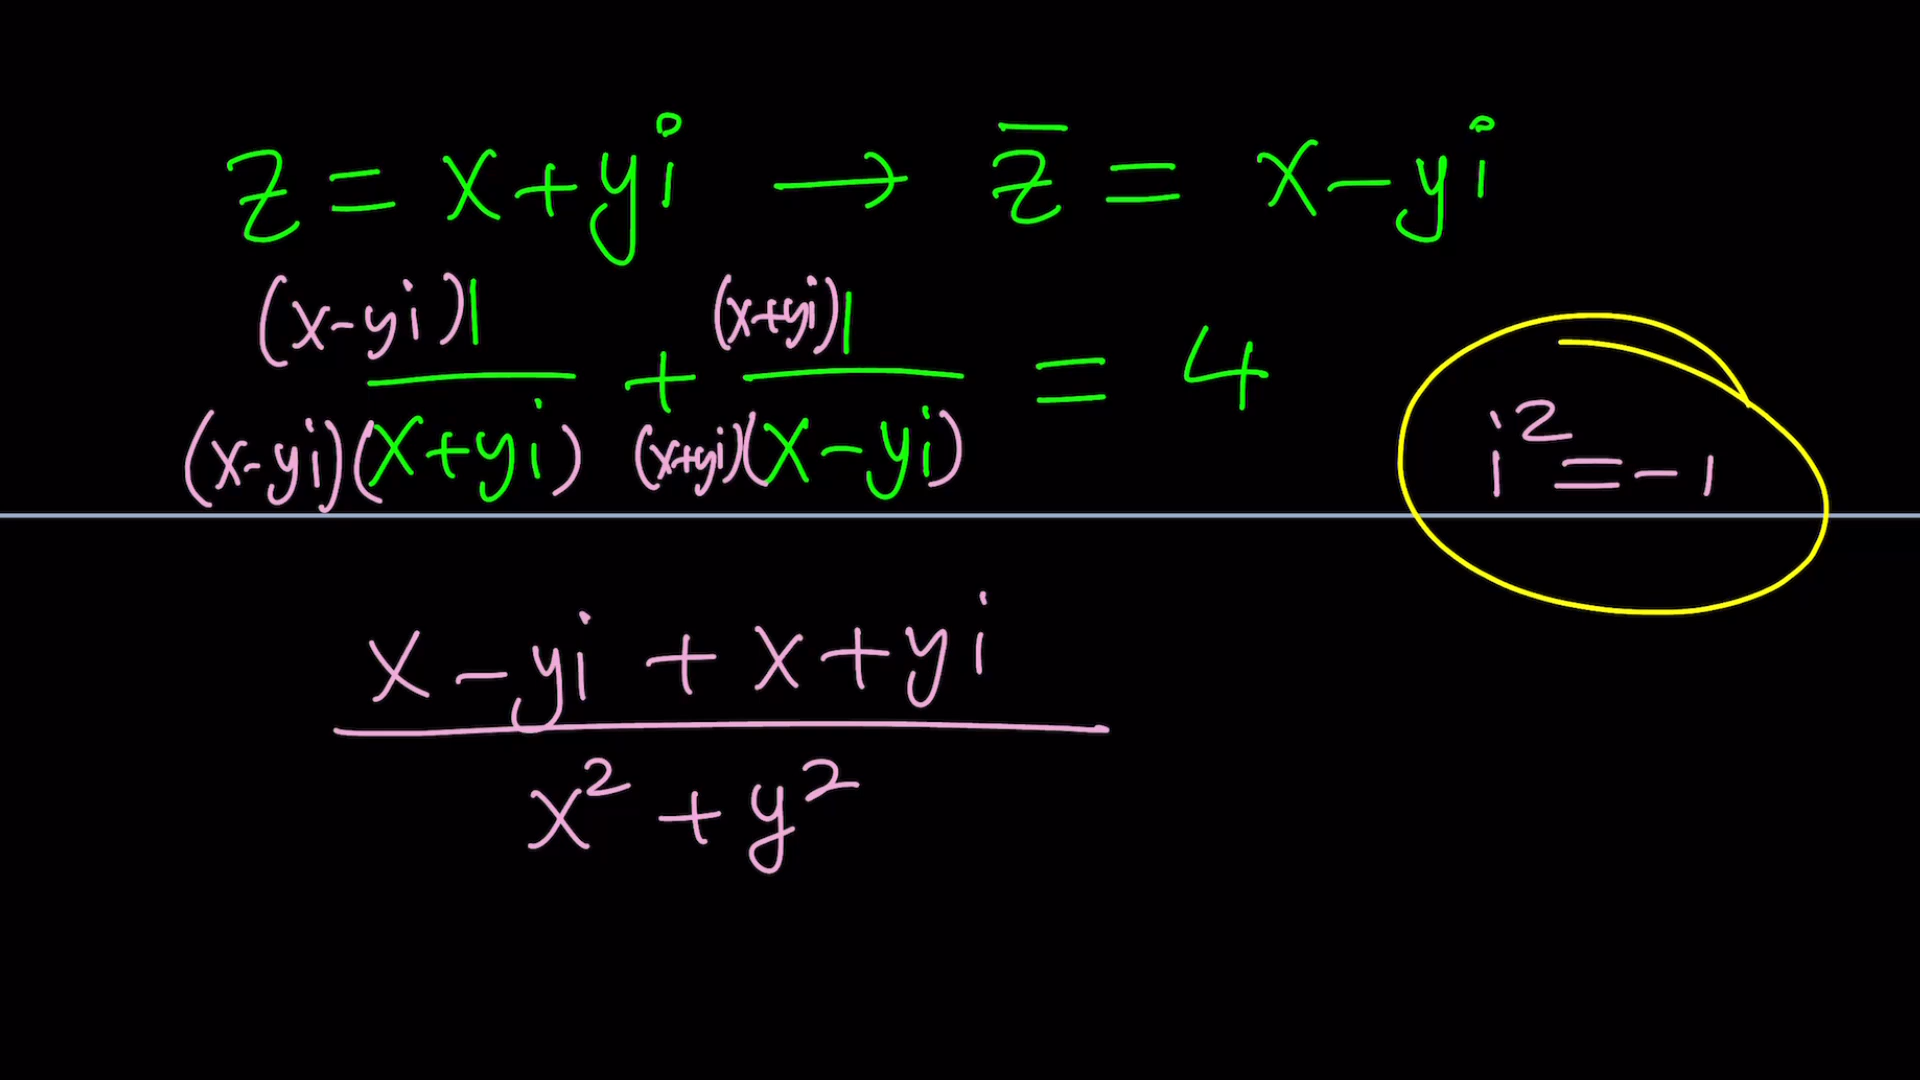 z = x + yi → z̄ = x - yi
(x-yi)1 (x+yi)1
+ = 4
(x-yi)(x+yi) (x+yi)(x-yi)
i² = -1
x - yi + x + yi
x² + y²